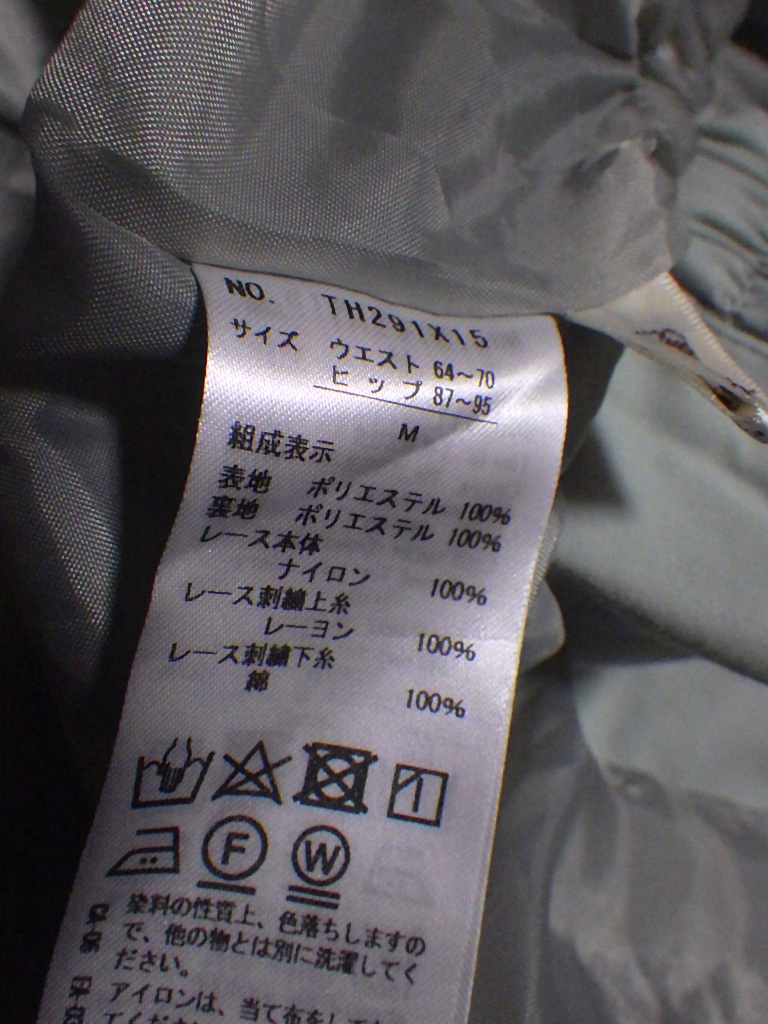 NO. TH291X15
サイズ ウエスト 64～70
ヒップ 87～95
M
組成表示
表地 ポリエステル 100%
裏地 ポリエステル 100%
レース本体
ナイロン 100%
レース刺繍上糸
レーヨン 100%
レース刺繍下糸
綿 100%
F W
染料の性質上、色落ちしますの
で、他の物とは別に洗濯してく
ださい。
アイロンは、当て布をして